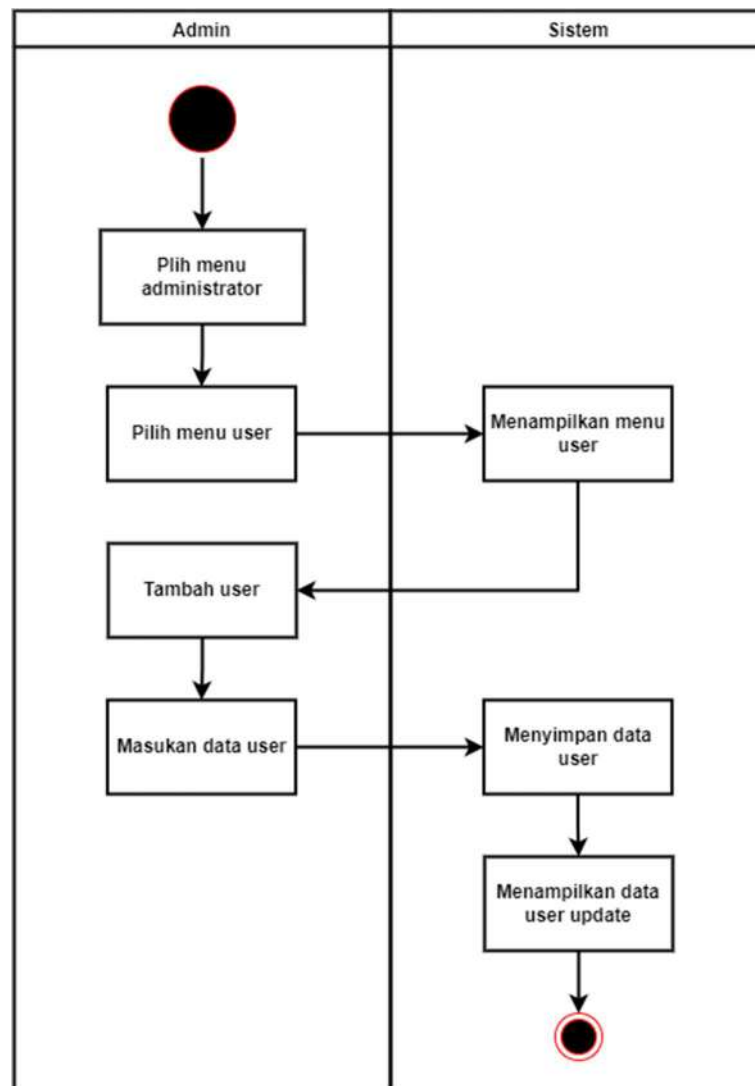 Admin
Sistem
Plih menu
administrator
Pilih menu user
Menampilkan menu
user
Tambah user
Masukan data user
Menyimpan data
user
Menampilkan data
user update